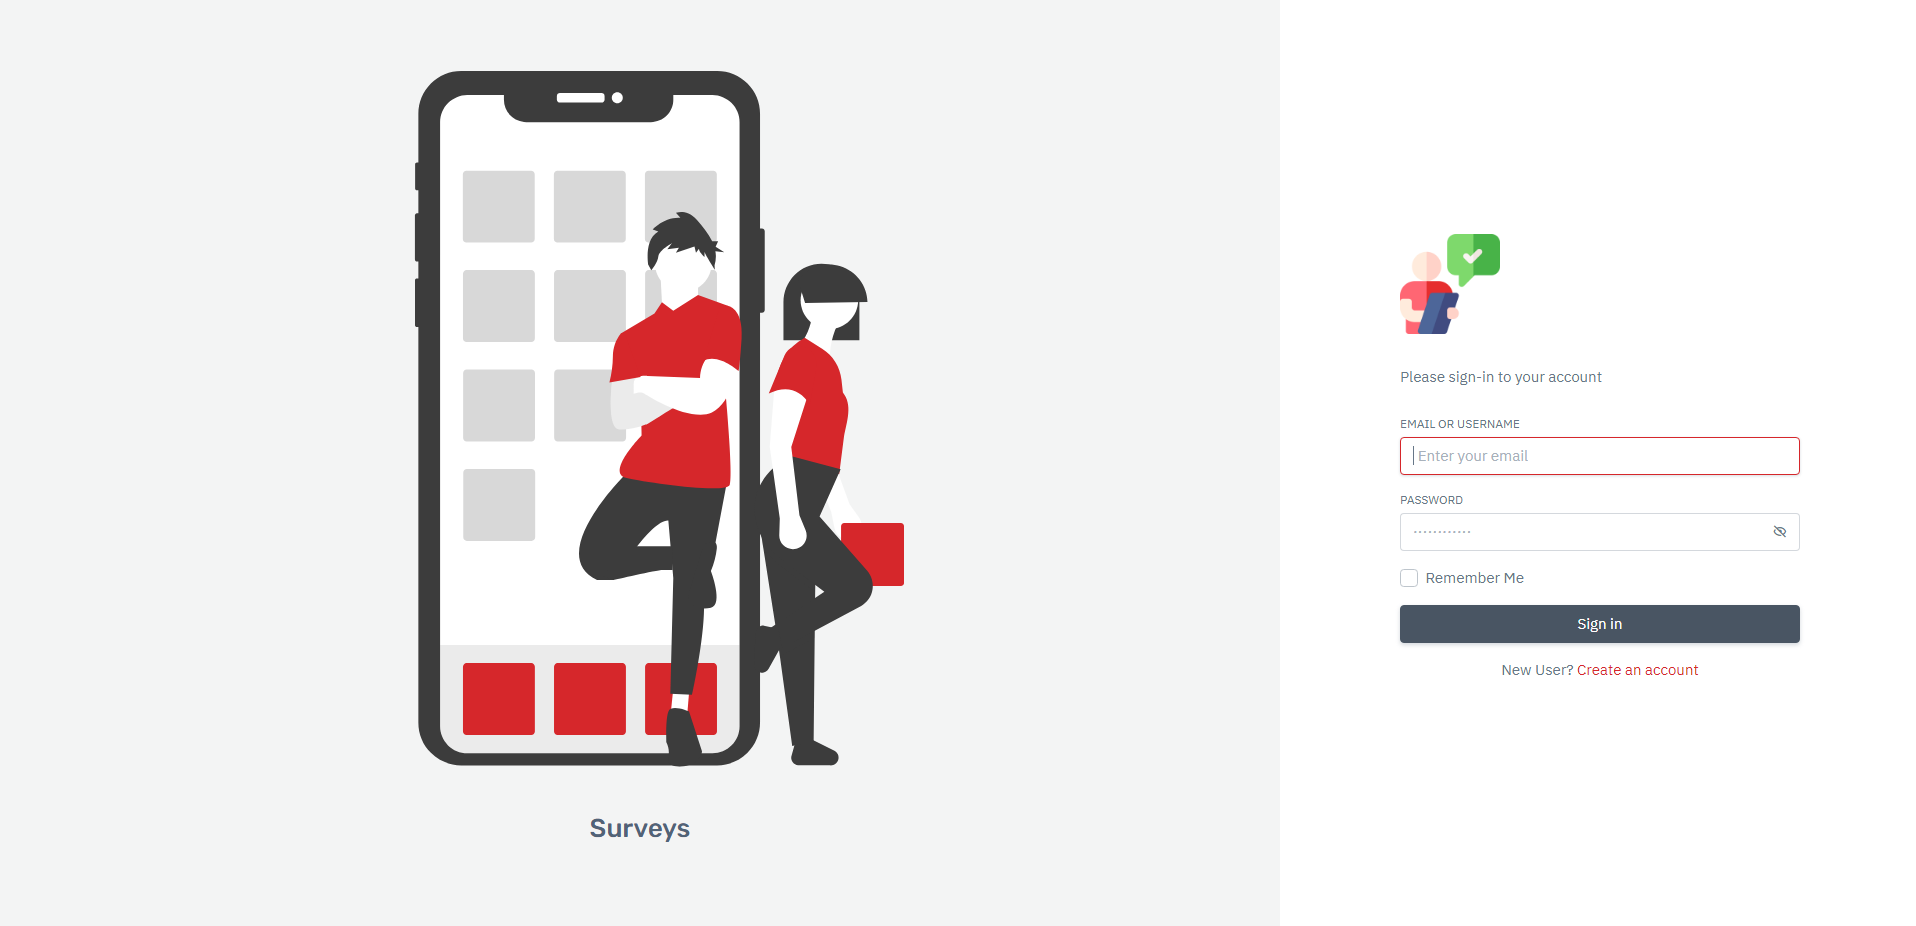 Surveys
Please sign-in to your account
EMAIL OR USERNAME
Enter your email
PASSWORD
············
Remember Me
Sign in
New User? Create an account